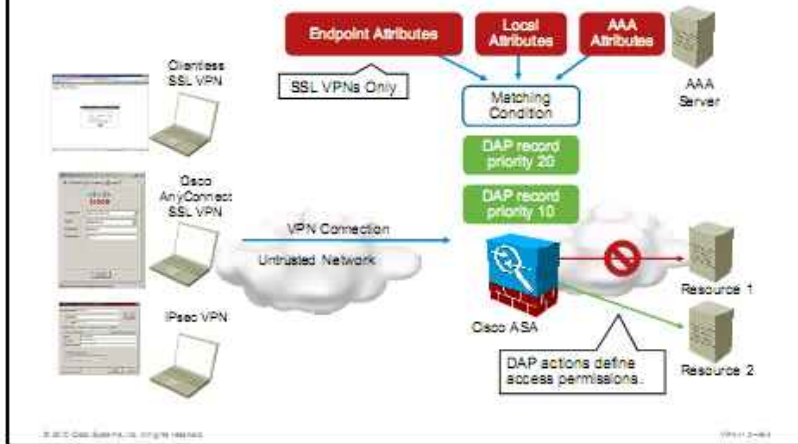 Endpoint Attributes
Local
Attributes
AAA
Attributes
Clientless
SSL VPN
SSL VPNs Only
Matching
Condition
AAA
Server
DAP record
priority 20
DAP record
priority 10
Cisco
AnyConnect
SSL VPN
VPN Connection
Untrusted Network
Resource 1
IPsec VPN
Cisco ASA
DAP actions define
access permissions.
Resource 2